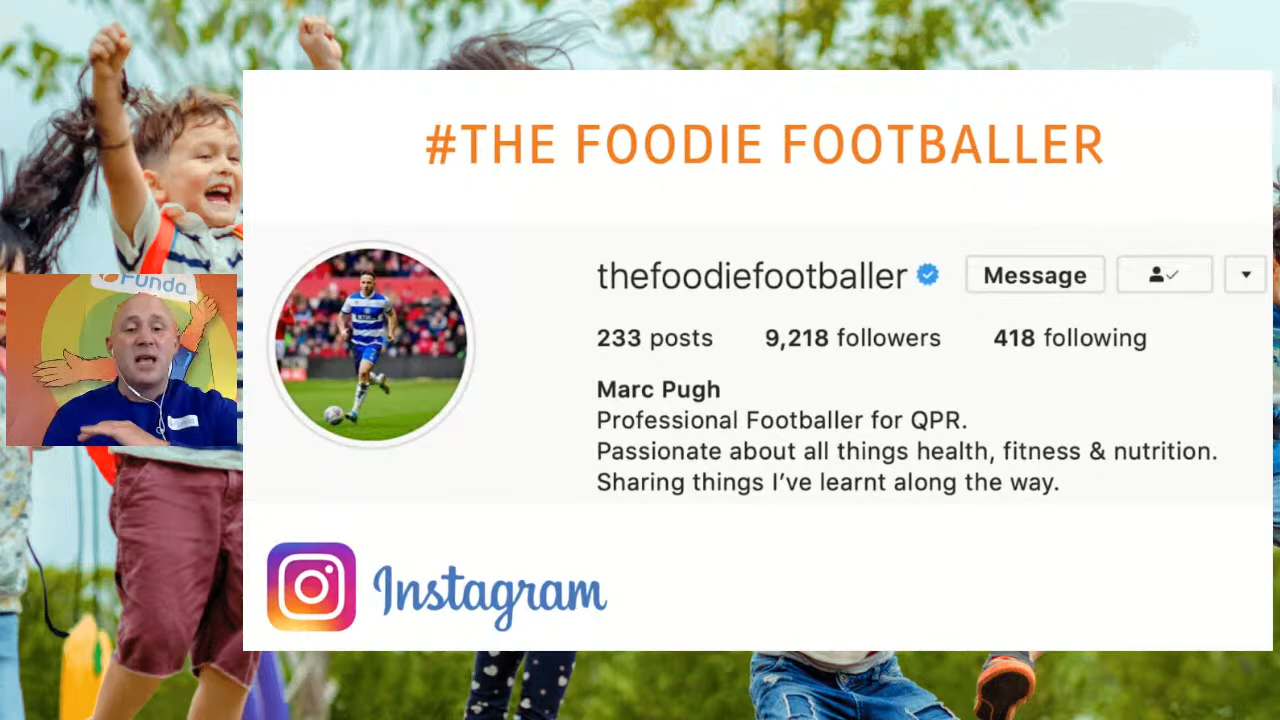 #THE FOODIE FOOTBALLER
thefoodiefootballer Message
233 posts 9,218 followers 418 following
Marc Pugh
Professional Footballer for QPR.
Passionate about all things health, fitness & nutrition.
Sharing things I've learnt along the way.
Funda
Instagram